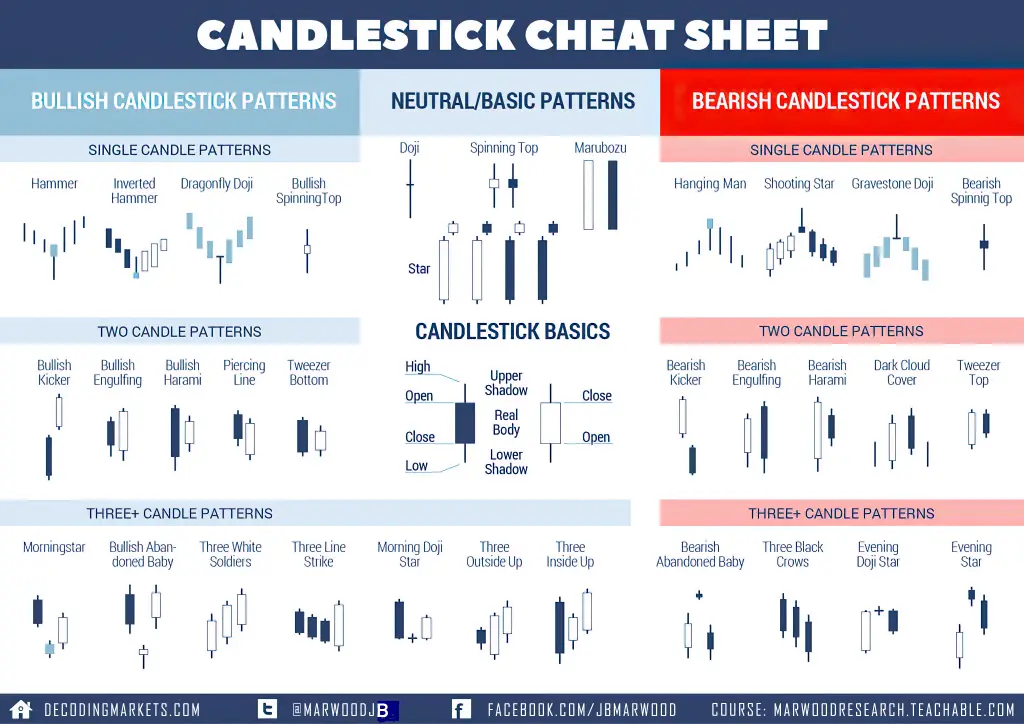 CANDLESTICK CHEAT SHEET
BULLISH CANDLESTICK PATTERNS
SINGLE CANDLE PATTERNS
Hammer
Inverted
Hammer
Dragonfly Doji
Bullish
SpinningTop
TWO CANDLE PATTERNS
Bullish
Kicker
Bullish
Engulfing
Bullish
Harami
Piercing
Line
Tweezer
Bottom
NEUTRAL/BASIC PATTERNS
Doji
Spinning Top
Marubozu
Star
CANDLESTICK BASICS
High
Open
Close
Low
Upper
Shadow
Real
Body
Lower
Shadow
Close
Open
THREE+ CANDLE PATTERNS
Morningstar
Bullish Aban-
doned Baby
Three White
Soldiers
Three Line
Strike
Morning Doji
Star
Three
Outside Up
Three
Inside Up
BEARISH CANDLESTICK PATTERNS
SINGLE CANDLE PATTERNS
Hanging Man
Shooting Star
Gravestone Doji
Bearish
Spinnig Top
TWO CANDLE PATTERNS
Bearish
Kicker
Bearish
Engulfing
Bearish
Harami
Dark Cloud
Cover
Tweezer
Top
THREE+ CANDLE PATTERNS
Bearish
Abandoned Baby
Three Black
Crows
Evening
Doji Star
Evening
Star
DECODINGMARKETS.COM
@MARWOODJB
FACEBOOK.COM/JBMARWOOD
COURSE: MARWOODRESEARCH.TEACHABLE.COM